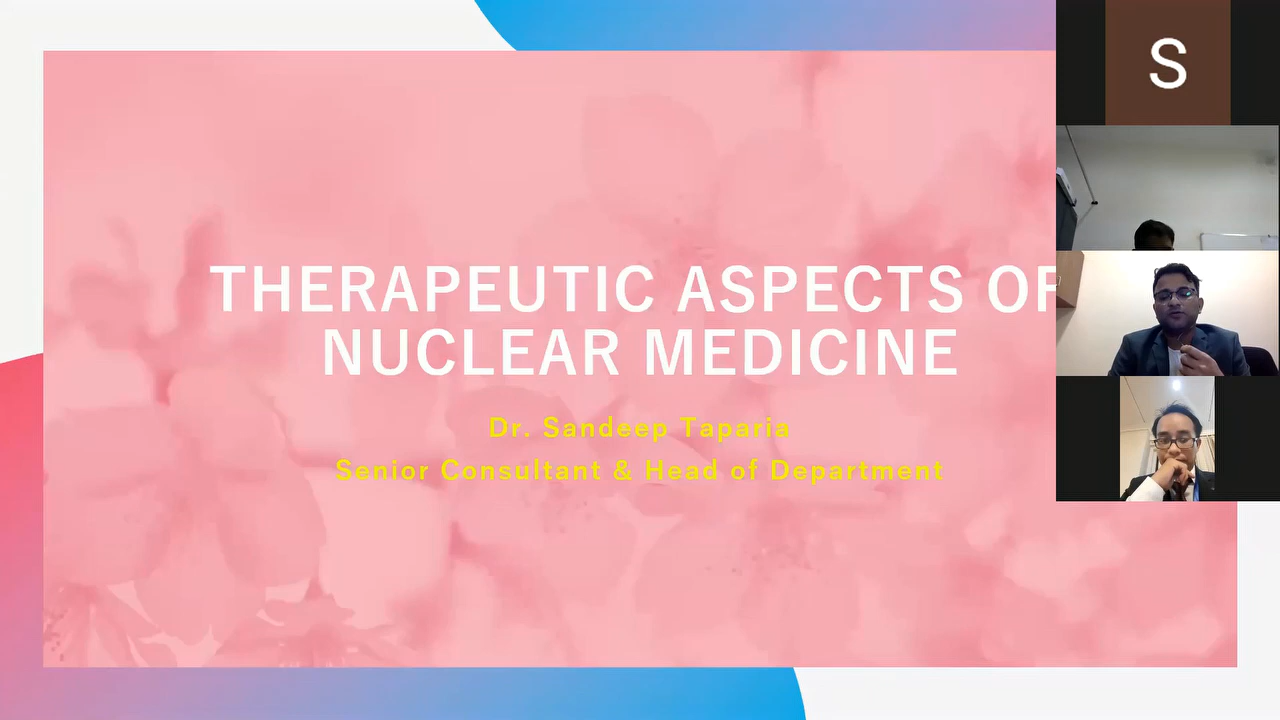 THERAPEUTIC ASPECTS OF
NUCLEAR MEDICINE
Dr. Sandeep Taparia
Senior Consultant & Head of Department
S